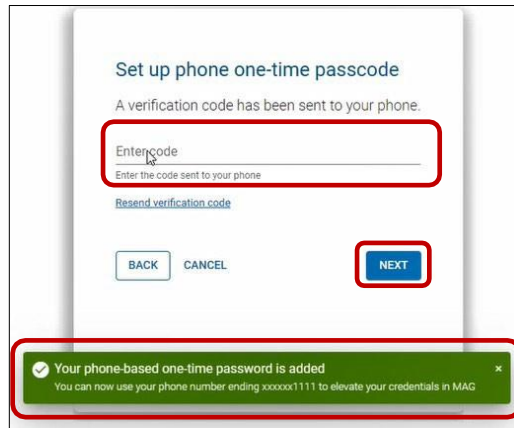 Set up phone one-time passcode
A verification code has been sent to your phone.
Enter code
Enter the code sent to your phone
Resend verification code
BACK CANCEL NEXT
Your phone-based one-time password is added ×
You can now use your phone number ending xxxxxx1111 to elevate your credentials in MAG